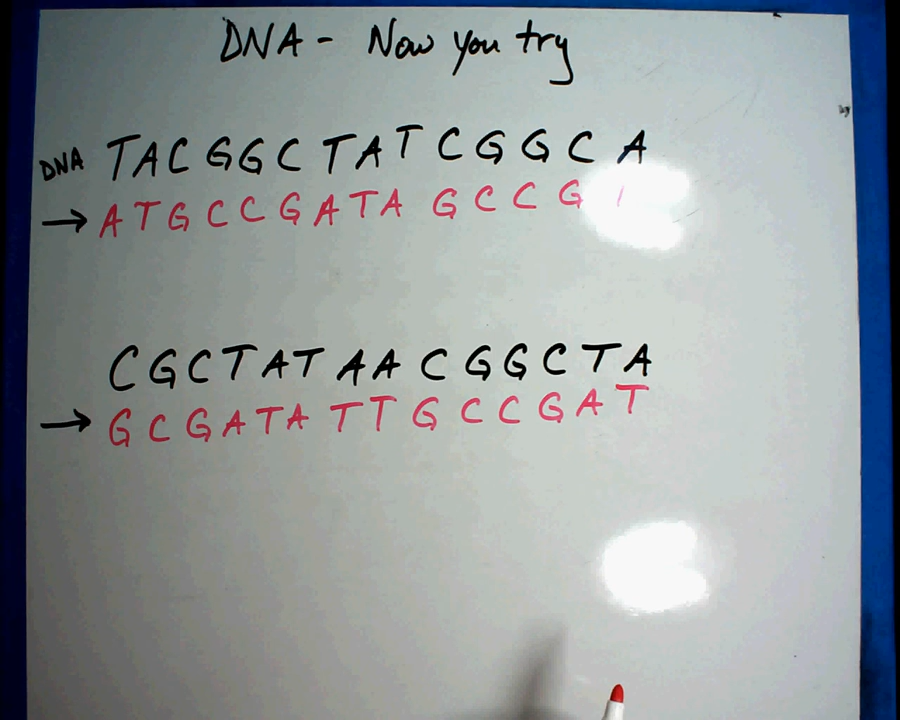 DNA - Now you try
DNA TACGGCTATCGGCA
→ ATGCCGATAGCCG
CGCTATAACGGCTA
→ GCGATATTGCCGAT